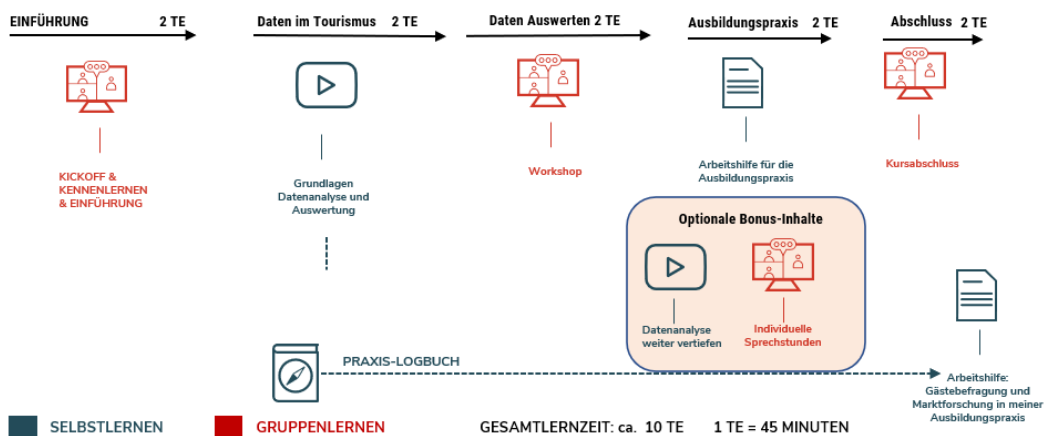 EINFÜHRUNG 2 TE
Daten im Tourismus 2 TE
Daten Auswerten 2 TE
Ausbildungspraxis 2 TE
Abschluss 2 TE
KICKOFF &
KENNENLERNEN
& EINFÜHRUNG
Grundlagen
Datenanalyse und
Auswertung
Workshop
Arbeitshilfe für die
Ausbildungspraxis
Kursabschluss
Optionale Bonus-Inhalte
Datenanalyse
weiter vertiefen
Individuelle
Sprechstunden
PRAXIS-LOGBUCH
Arbeitshilfe:
Gästebefragung und
Marktforschung in meiner
Ausbildungspraxis
SELBSTLERNEN
GRUPPENLERNEN
GESAMTLERNZEIT: ca. 10 TE 1 TE = 45 MINUTEN